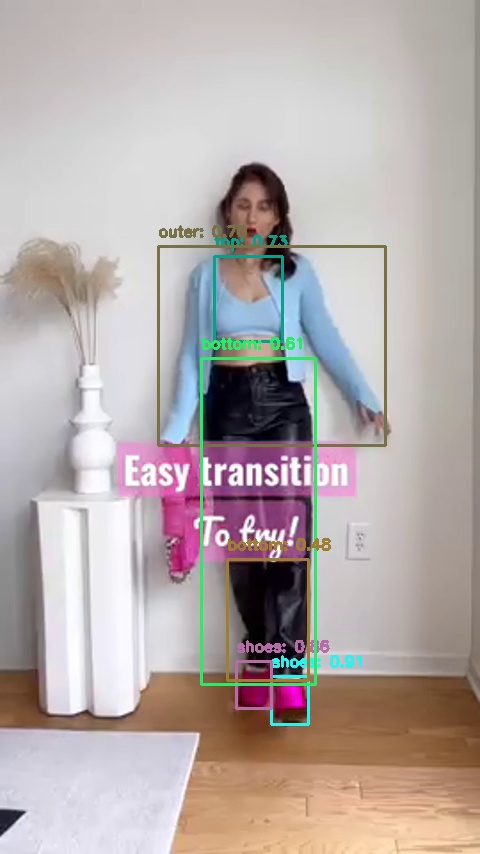 outer: 0.78
top: 0.73
bottom: 0.61
Easy transition
To try!
bottom: 0.48
shoes: 0.86
shoes: 0.91